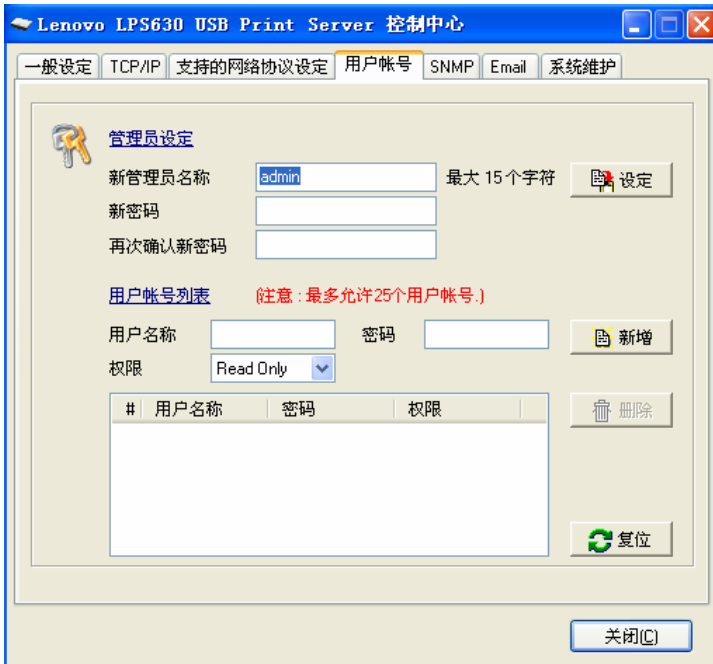 Lenovo LPS630 USB Print Server 控制中心
一般设定 TCP/IP 支持的网络协议设定 用户帐号 SNMP Email 系统维护
管理员设定
新管理员名称 admin 最大 15个字符 设定
新密码
再次确认新密码
用户帐号列表 (注意 : 最多允许25个用户帐号.)
用户名称 密码 新增
权限 Read Only
# 用户名称 密码 权限 删除
复位
关闭(C)